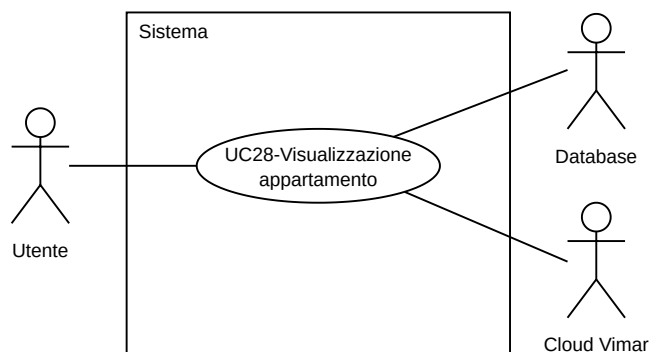 Sistema
UC28-Visualizzazione
appartamento
Utente
Database
Cloud Vimar